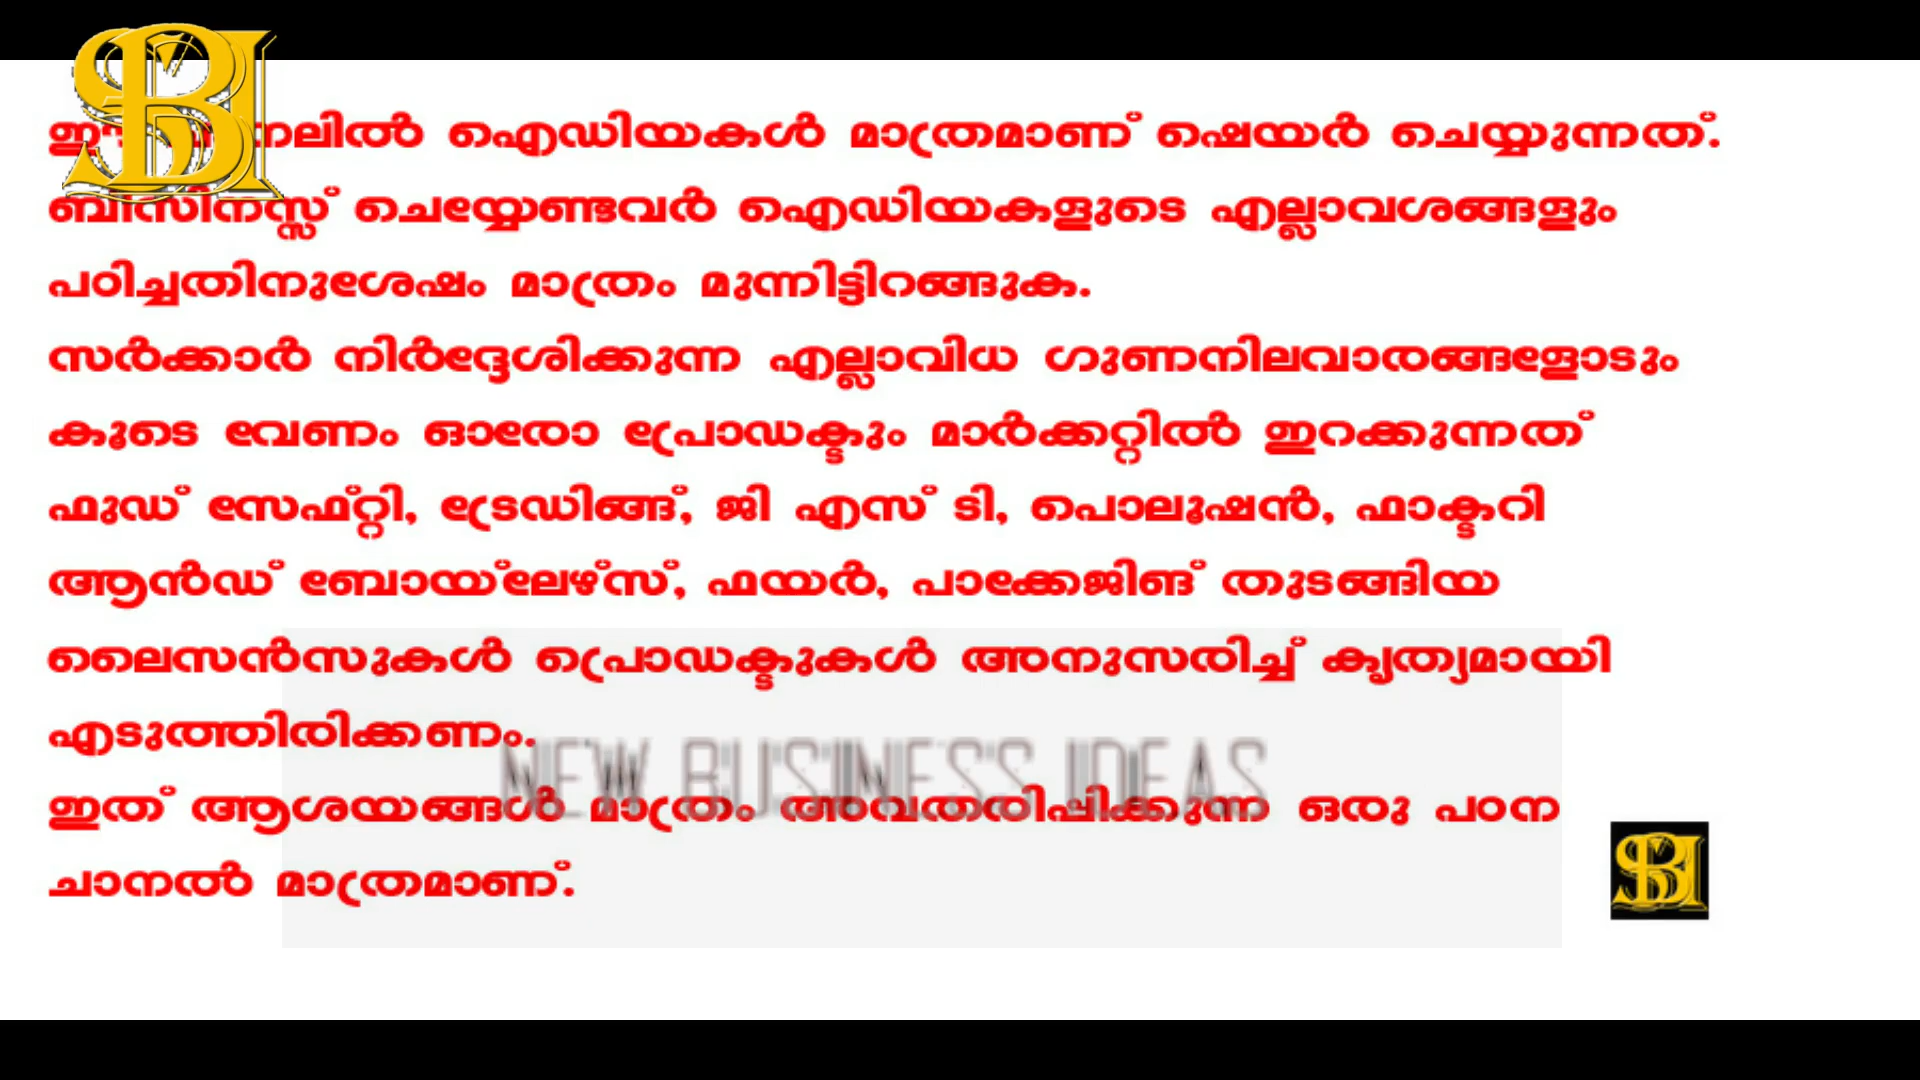 ഐഡിയകൾ മാത്രമാണ് ഷെയർ ചെയ്യുന്നത്.
ബിസിനസ്സ് ചെയ്യേണ്ടവർ ഐഡിയകളുടെ എല്ലാവശങ്ങളും
പഠിച്ചതിനുശേഷം മാത്രം മുന്നിട്ടിറങ്ങുക.
സർക്കാർ നിർദ്ദേശിക്കുന്ന എല്ലാവിധ ഗുണനിലവാരങ്ങളോടും
കൂടെ വേണം ഓരോ പ്രോഡക്ടും മാർക്കറ്റിൽ ഇറക്കുന്നത്
ഫുഡ് സേഫ്റ്റി, ട്രേഡിങ്ങ്, ജി എസ് ടി, പൊലൂഷൻ, ഫാക്ടറി
ആൻഡ് ബോയ്ലേഴ്സ്, ഫയർ, പാക്കേജിങ് തുടങ്ങിയ
ലൈസൻസുകൾ പ്രൊഡക്ടുകൾ അനുസരിച്ച് കൃത്യമായി
എടുത്തിരിക്കണം.
NEW BUSINESS IDEAS
ഇത് ആശയങ്ങൾ മാത്രം അവതരിപ്പിക്കുന്ന ഒരു പഠന
ചാനൽ മാത്രമാണ്.
SBI